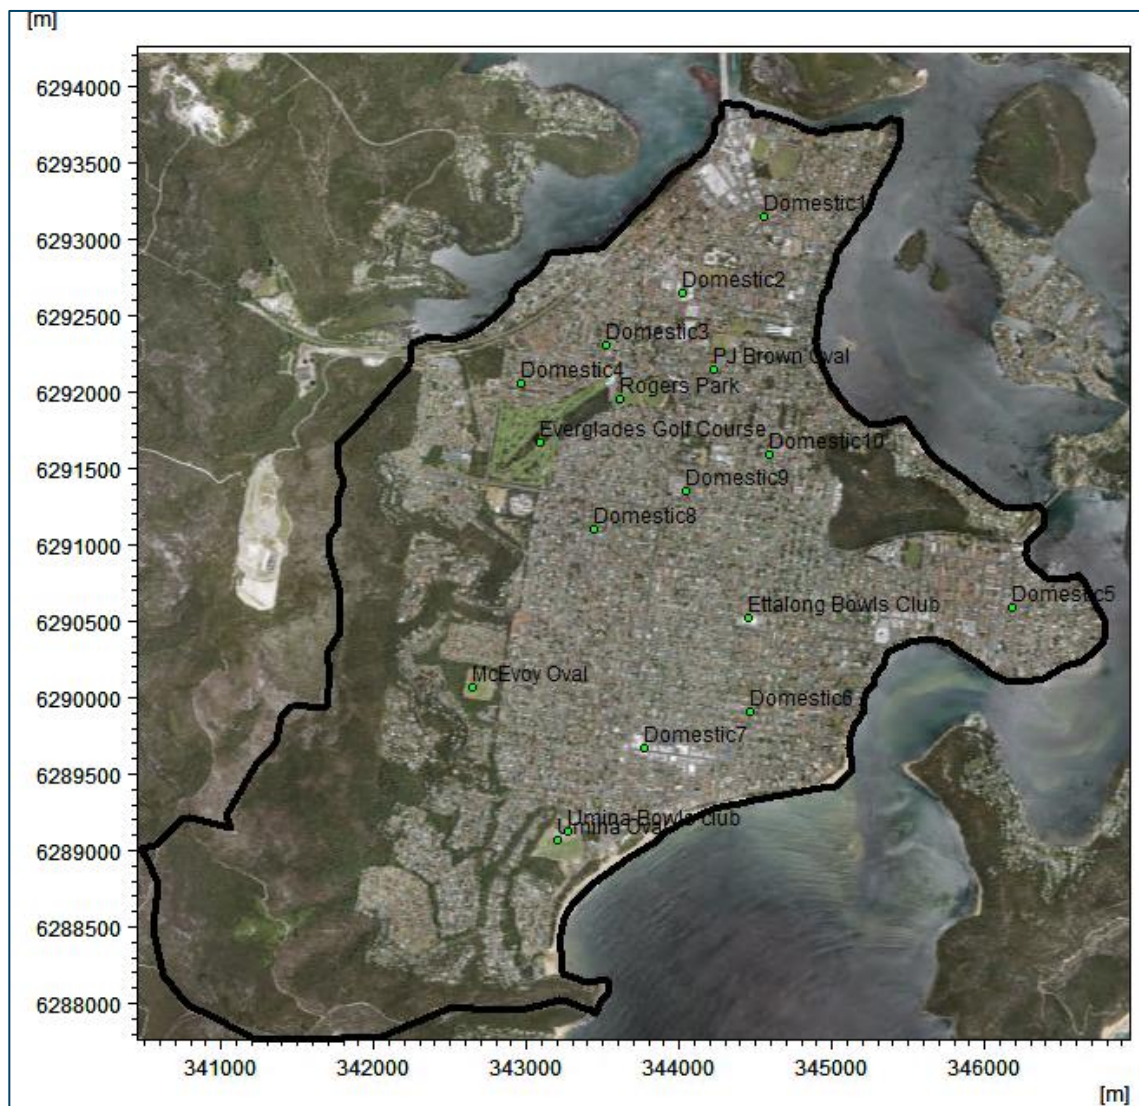 [m]
6294000
6293500
Domestic1
6293000
Domestic2
6292500
Domestic3
PJ Brown Oval
Domestic4
6292000
Rogers Park
Everglades Golf Course
Domestic10
6291500
Domestic9
Domestic8
6291000
Ettalong Bowls Club
Domestic5
6290500
McEvoy Oval
6290000
Domestic6
Domestic7
6289500
Umina Bowls club
Umina Oval
6289000
6288500
6288000
341000 342000 343000 344000 345000 346000
[m]